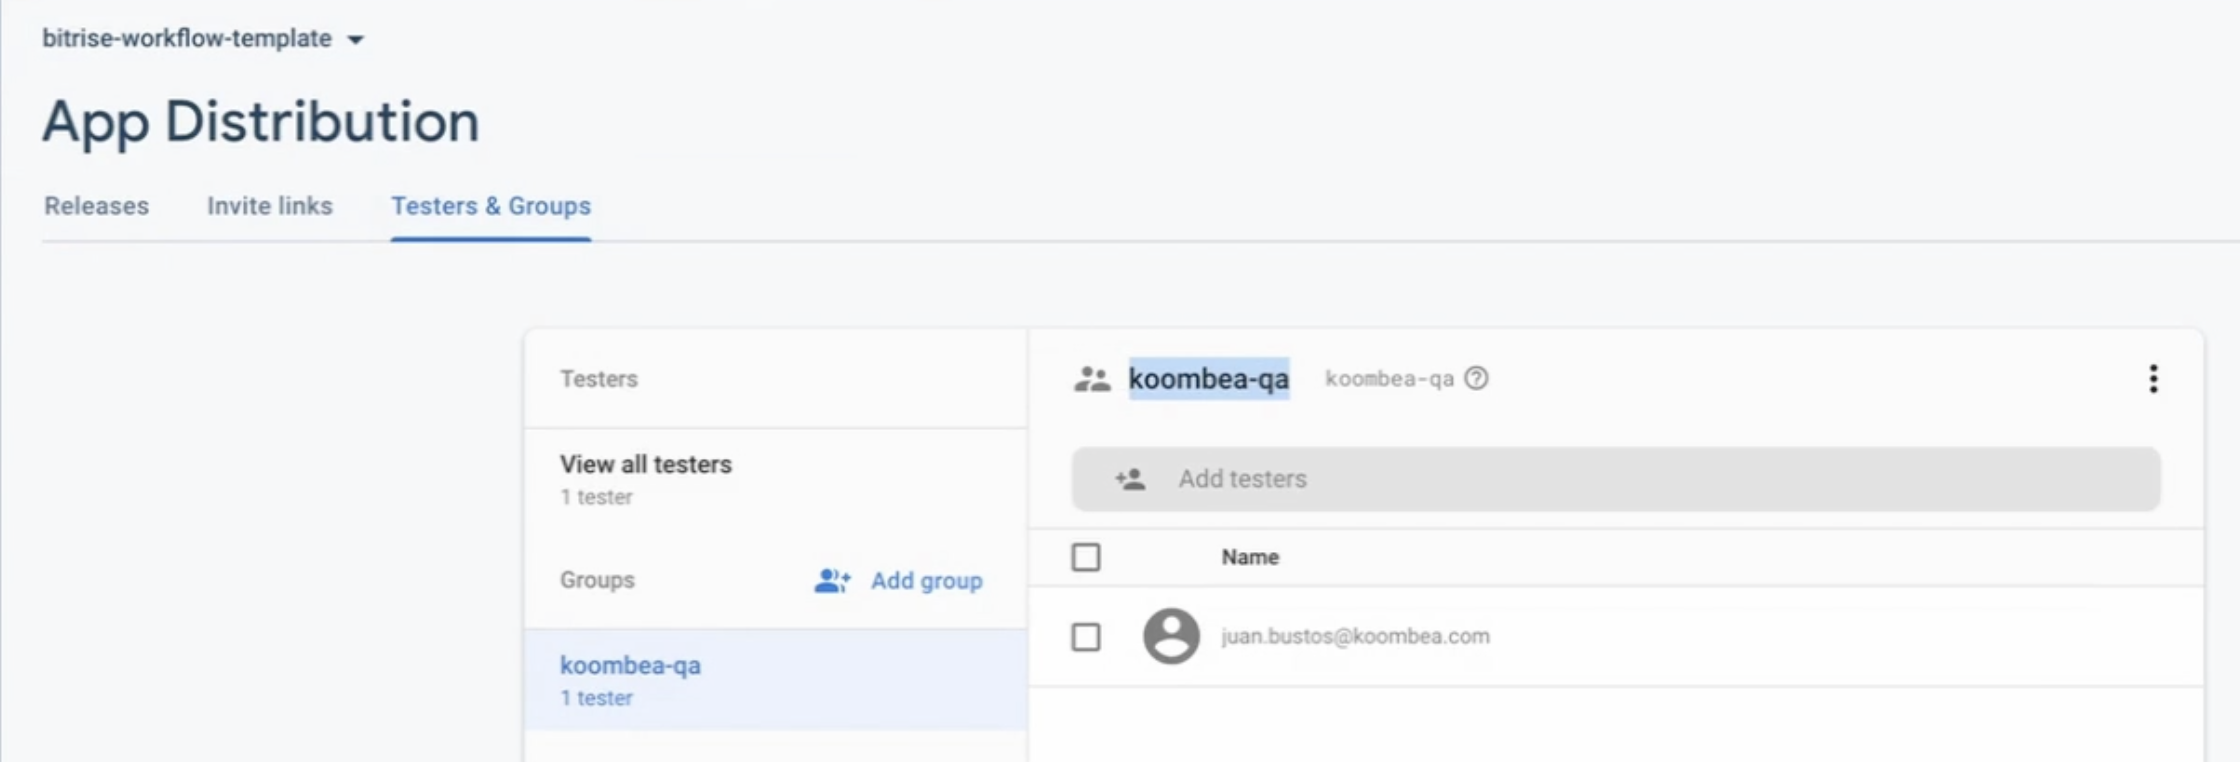 bitrise-workflow-template
App Distribution
Releases Invite links Testers & Groups
Testers
View all testers
1 tester
Groups Add group
koombea-qa
1 tester
koombea-qa koombea-qa
Add testers
Name
juan.bustos@koombea.com